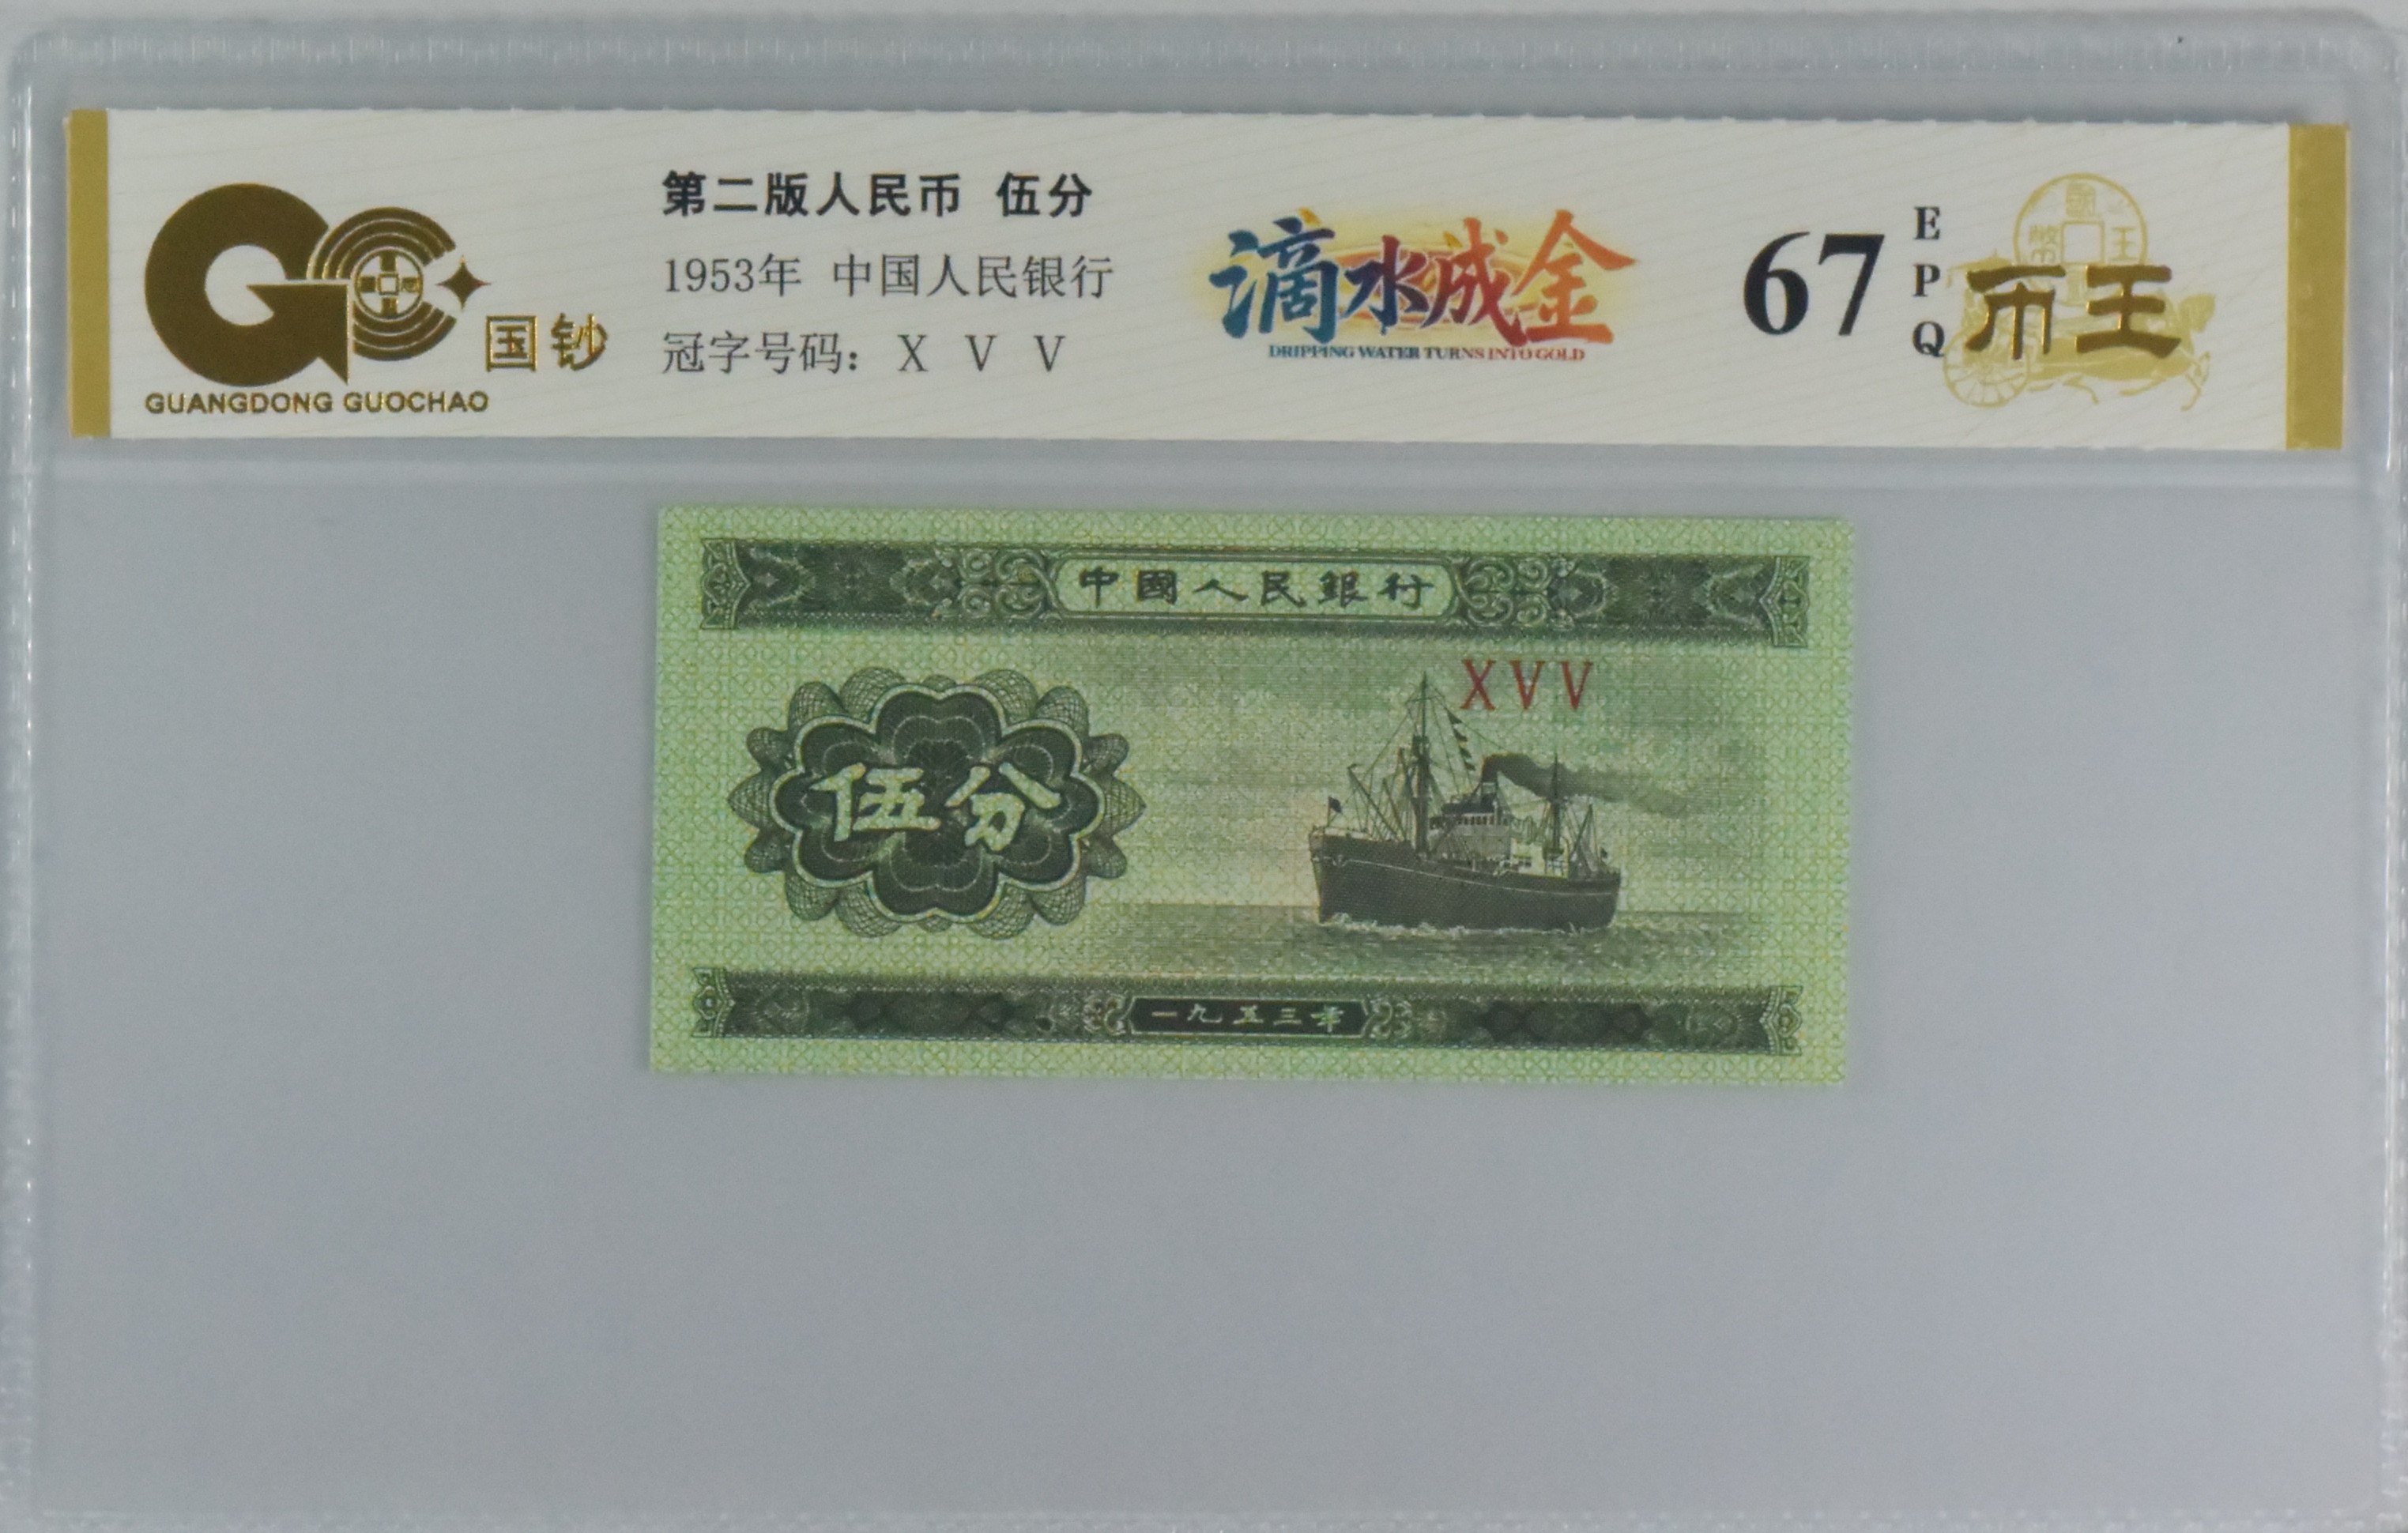 国钞
GUANGDONG GUOCHAO
第二版人民币 伍分
1953年 中国人民银行
冠字号码: X V V
滴水成金
DRIPPING WATER TURNS INTO GOLD
67
E
P
Q
币王
中國人民銀行
XVV
伍分
一九五三年